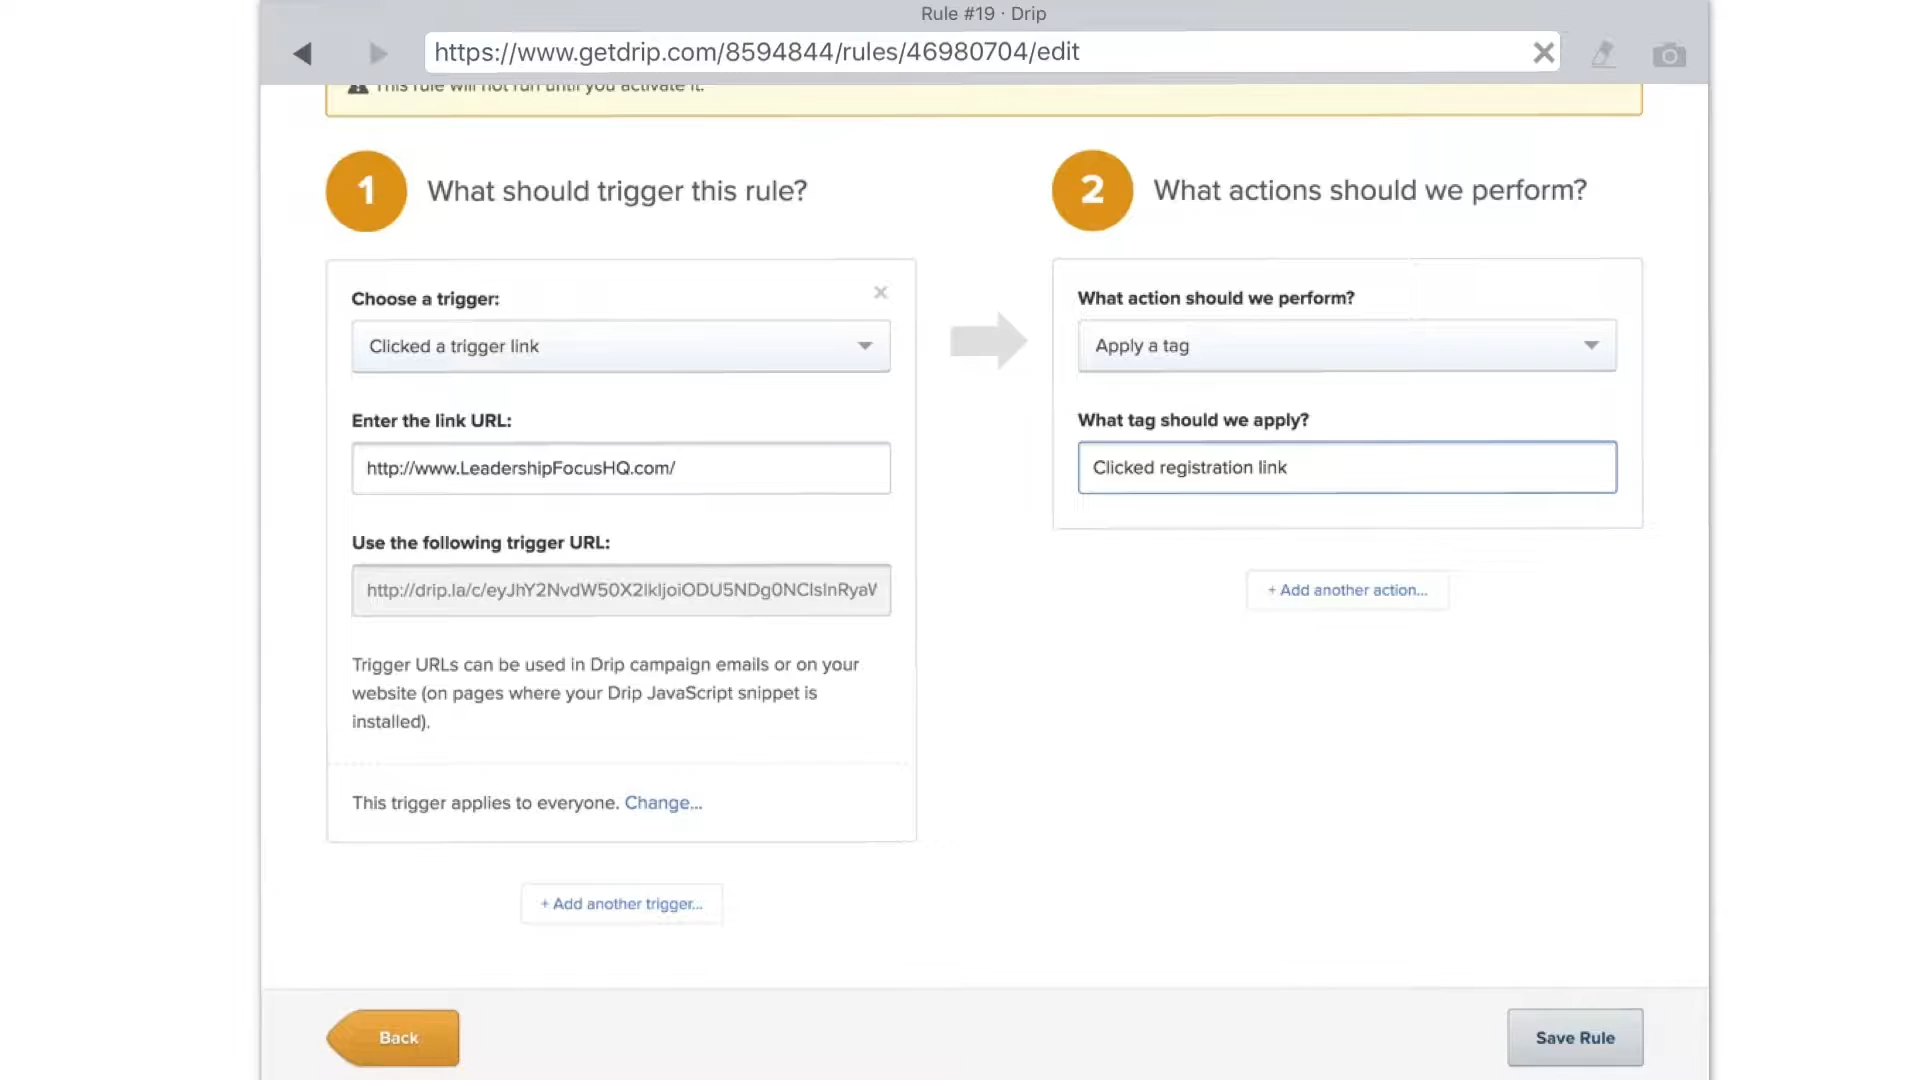 Rule #19 · Drip
https://www.getdrip.com/8594844/rules/46980704/edit
This rule will not run until you activate it.
1 What should trigger this rule?
2 What actions should we perform?
Choose a trigger:
Clicked a trigger link
Enter the link URL:
http://www.LeadershipFocusHQ.com/
Use the following trigger URL:
http://drip.la/c/eyJhY2NvdW50X2lkIjoiODU5NDg0NCIsInRyaW
Trigger URLs can be used in Drip campaign emails or on your
website (on pages where your Drip JavaScript snippet is
installed).
This trigger applies to everyone. Change...
+ Add another trigger...
What action should we perform?
Apply a tag
What tag should we apply?
Clicked registration link
+ Add another action...
Back
Save Rule